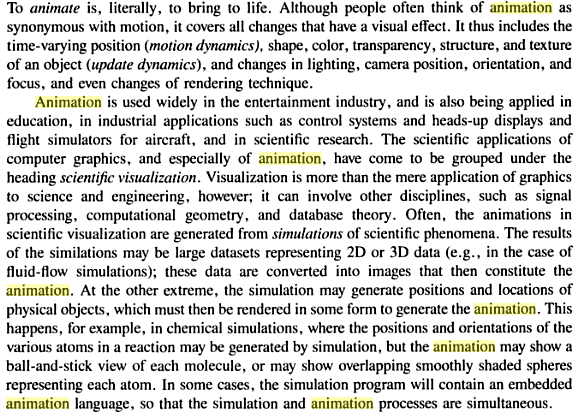 To animate is, literally, to bring to life. Although people often think of animation as
synonymous with motion, it covers all changes that have a visual effect. It thus includes the
time-varying position (motion dynamics), shape, color, transparency, structure, and texture
of an object (update dynamics), and changes in lighting, camera position, orientation, and
focus, and even changes of rendering technique.
Animation is used widely in the entertainment industry, and is also being applied in
education, in industrial applications such as control systems and heads-up displays and
flight simulators for aircraft, and in scientific research. The scientific applications of
computer graphics, and especially of animation, have come to be grouped under the
heading scientific visualization. Visualization is more than the mere application of graphics
to science and engineering, however; it can involve other disciplines, such as signal
processing, computational geometry, and database theory. Often, the animations in
scientific visualization are generated from simulations of scientific phenomena. The results
of the similations may be large datasets representing 2D or 3D data (e.g., in the case of
fluid-flow simulations); these data are converted into images that then constitute the
animation. At the other extreme, the simulation may generate positions and locations of
physical objects, which must then be rendered in some form to generate the animation. This
happens, for example, in chemical simulations, where the positions and orientations of the
various atoms in a reaction may be generated by simulation, but the animation may show a
ball-and-stick view of each molecule, or may show overlapping smoothly shaded spheres
representing each atom. In some cases, the simulation program will contain an embedded
animation language, so that the simulation and animation processes are simultaneous.